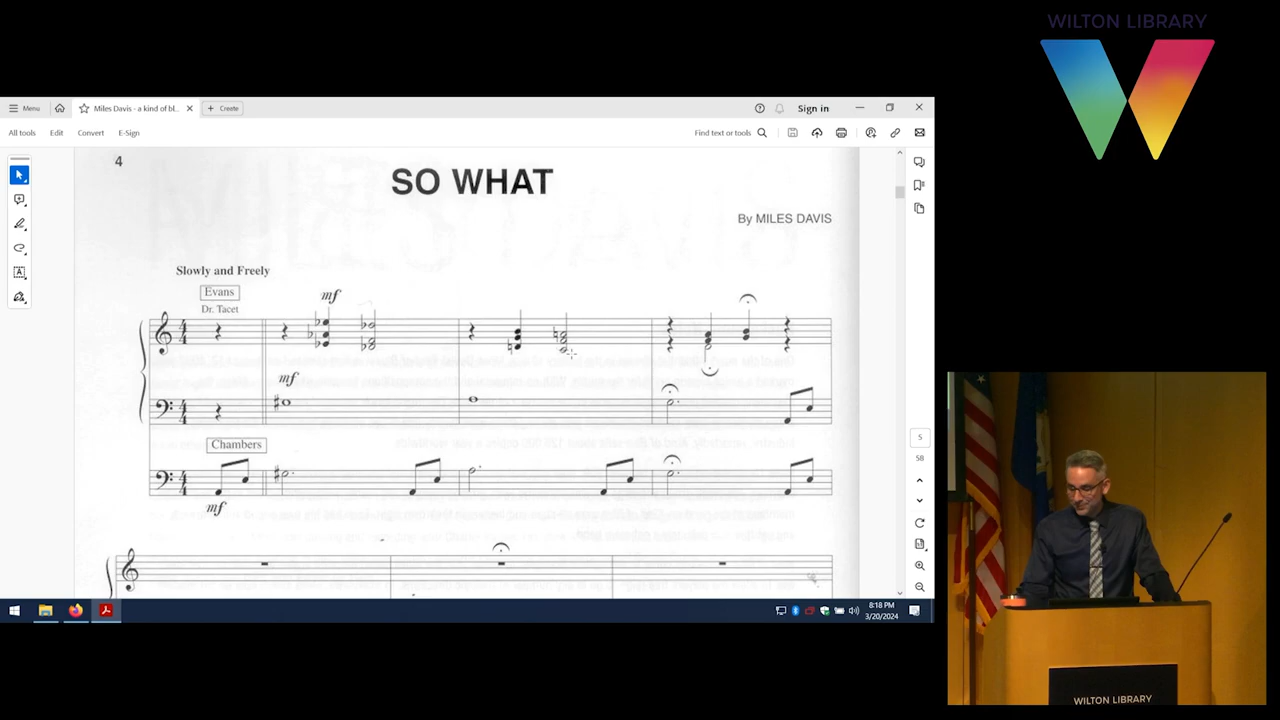 WILTON LIBRARY
Menu
Miles Davis - a kind of bl...
Create
Sign in
All tools
Edit
Convert
E-Sign
Find text or tools
4
SO WHAT
By MILES DAVIS
Slowly and Freely
Evans
Dr. Tacet
mf
mf
Chambers
mf
5
58
8:18 PM
3/20/2024
WILTON LIBRARY